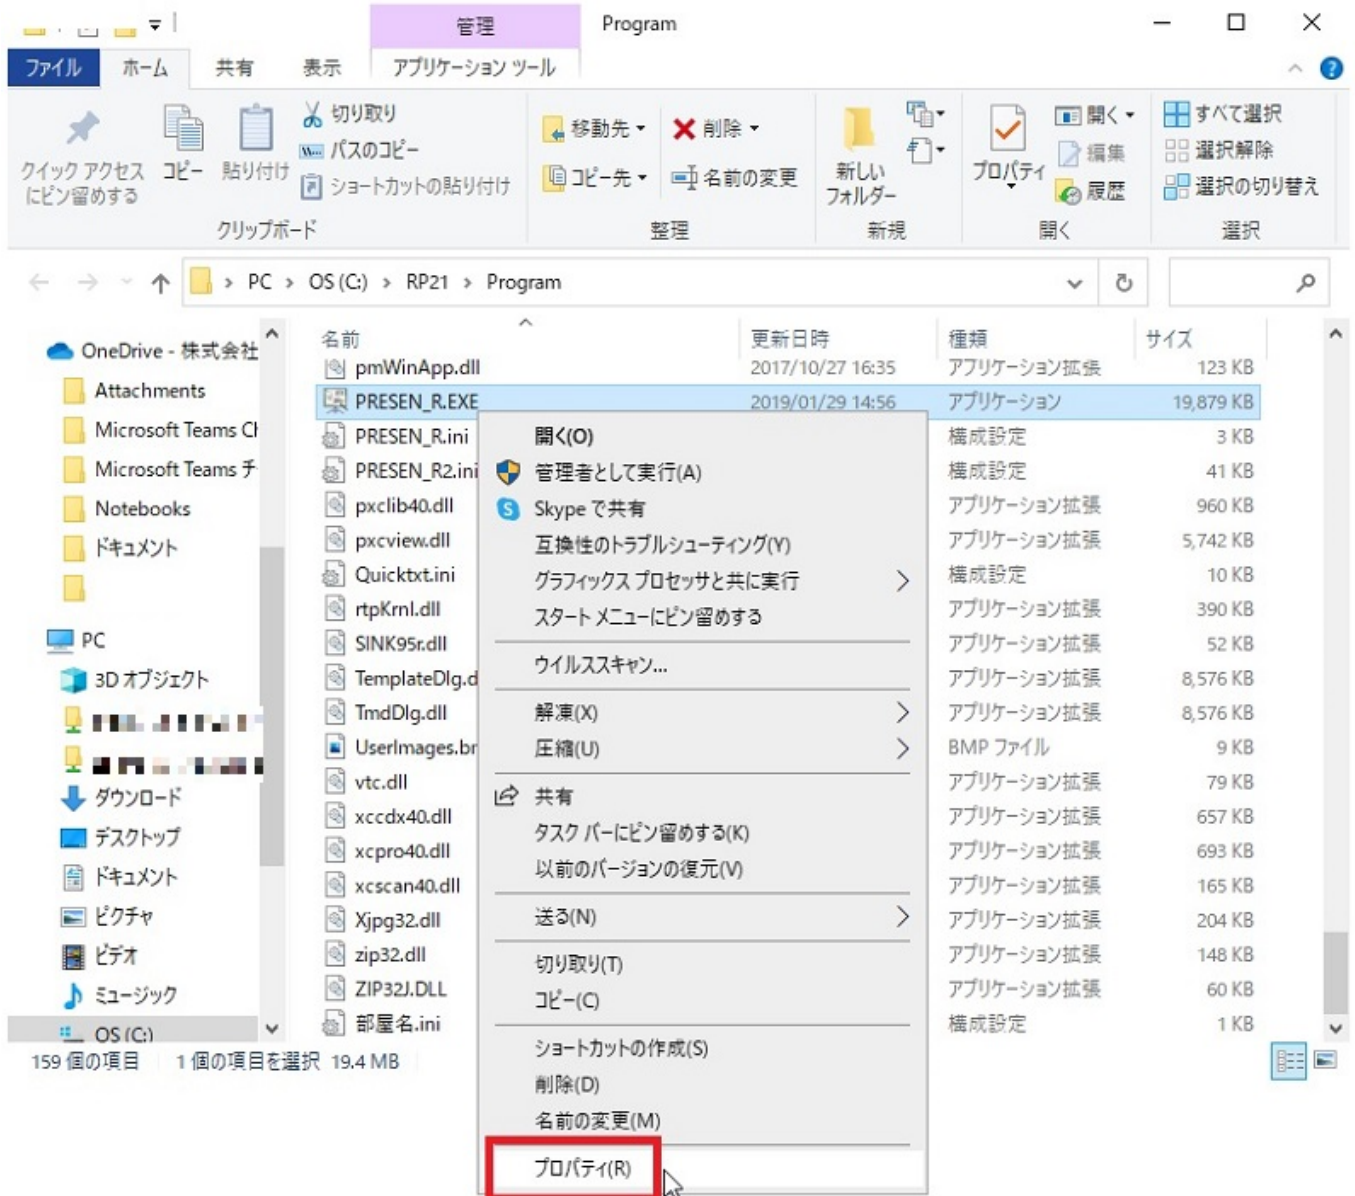 管理
Program
ファイル
ホーム
共有
表示
アプリケーション ツール
クイック アクセス
にピン留めする
コピー
貼り付け
切り取り
パスのコピー
ショートカットの貼り付け
クリップボード
移動先
コピー先
削除
名前の変更
整理
新しい
フォルダー
新規
プロパティ
開く
編集
履歴
開く
すべて選択
選択解除
選択の切り替え
選択
PC > OS (C:) > RP21 > Program
OneDrive - 株式会社
Attachments
Microsoft Teams Ch
Microsoft Teams チ
Notebooks
ドキュメント
PC
3D オブジェクト
ダウンロード
デスクトップ
ドキュメント
ピクチャ
ビデオ
ミュージック
OS (C:)
名前 更新日時 種類 サイズ
pmWinApp.dll 2017/10/27 16:35 アプリケーション拡張 123 KB
PRESEN_R.EXE 2019/01/29 14:56 アプリケーション 19,879 KB
PRESEN_R.ini 構成設定 3 KB
PRESEN_R2.ini 構成設定 41 KB
pxclib40.dll アプリケーション拡張 960 KB
pxcview.dll アプリケーション拡張 5,742 KB
Quicktxt.ini 構成設定 10 KB
rtpKrnl.dll アプリケーション拡張 390 KB
SINK95r.dll アプリケーション拡張 52 KB
TemplateDlg.d アプリケーション拡張 8,576 KB
TmdDlg.dll アプリケーション拡張 8,576 KB
UserImages.br BMP ファイル 9 KB
vtc.dll アプリケーション拡張 79 KB
xccdx40.dll アプリケーション拡張 657 KB
xcpro40.dll アプリケーション拡張 693 KB
xcscan40.dll アプリケーション拡張 165 KB
Xjpg32.dll アプリケーション拡張 204 KB
zip32.dll アプリケーション拡張 148 KB
ZIP32J.DLL アプリケーション拡張 60 KB
部屋名.ini 構成設定 1 KB
開く(O)
管理者として実行(A)
Skype で共有
互換性のトラブルシューティング(Y)
グラフィックス プロセッサと共に実行
スタート メニューにピン留めする
ウイルススキャン...
解凍(X)
圧縮(U)
共有
タスク バーにピン留めする(K)
以前のバージョンの復元(V)
送る(N)
切り取り(T)
コピー(C)
ショートカットの作成(S)
削除(D)
名前の変更(M)
プロパティ(R)
159 個の項目 1 個の項目を選択 19.4 MB